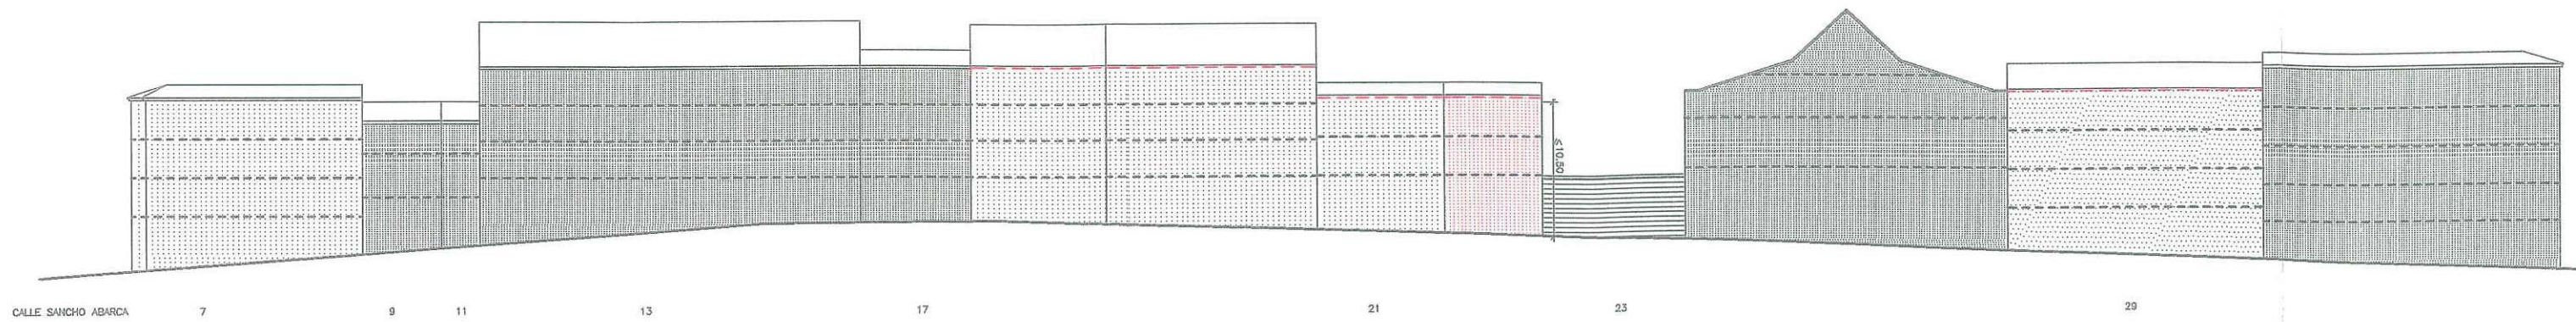 ≤10.50
CALLE SANCHO ABARCA 7 9 11 13 17 21 23 29